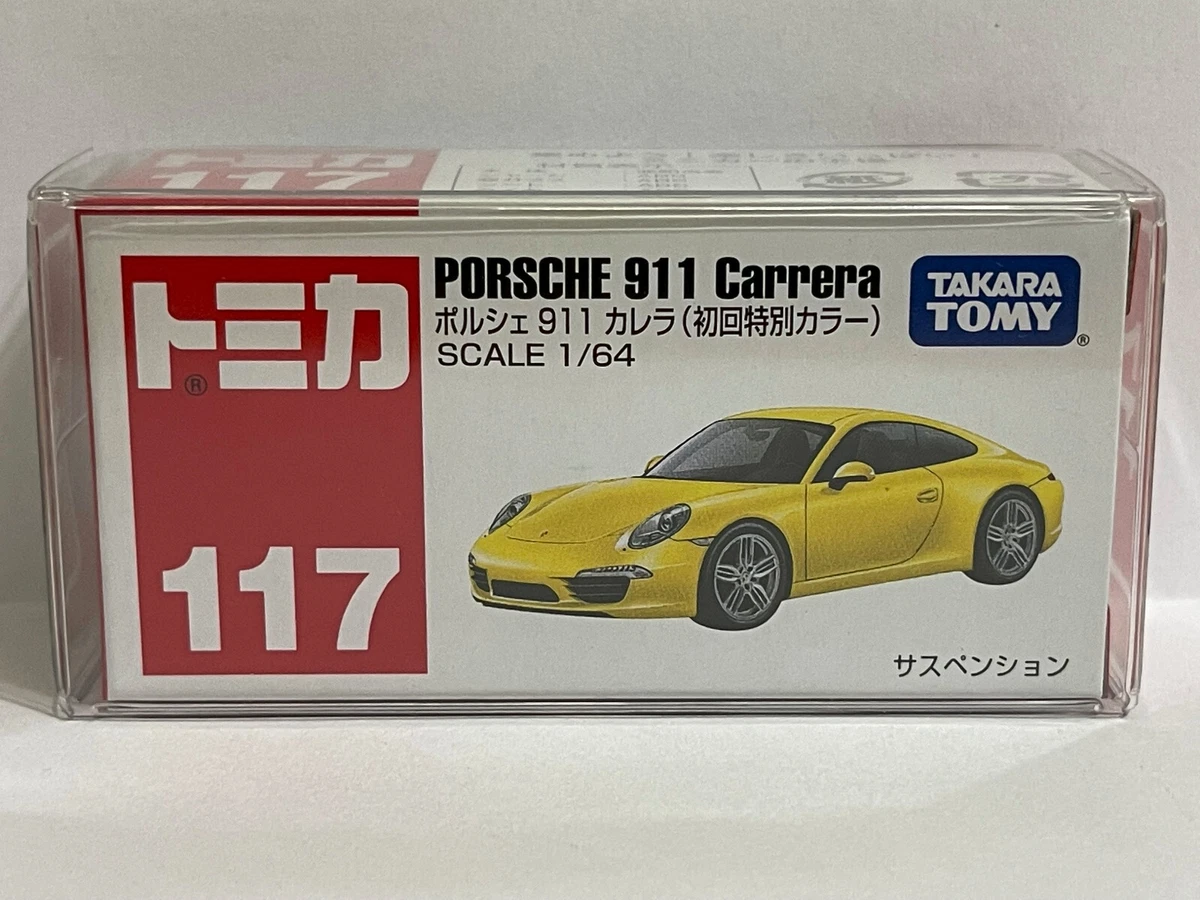 トミカ
117
トミカ®
117
PORSCHE 911 Carrera
ポルシェ 911 カレラ(初回特別カラー)
SCALE 1/64
TAKARA
TOMY®
サスペンション